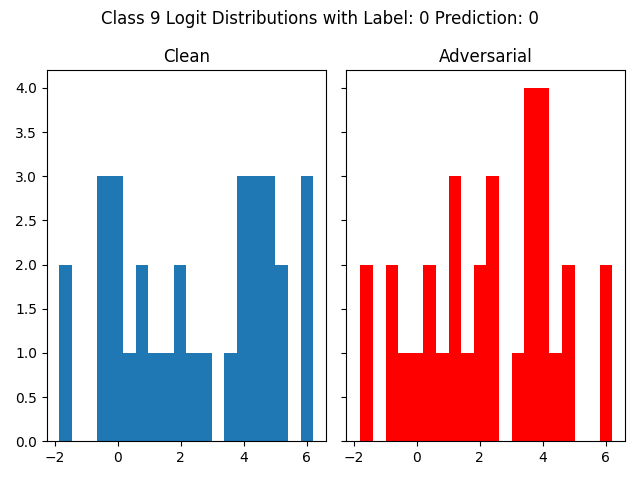 Class 9 Logit Distributions with Label: 0 Prediction: 0
Clean
Adversarial
4.0
3.5
3.0
2.5
2.0
1.5
1.0
0.5
0.0
−2 0 2 4 6
−2 0 2 4 6